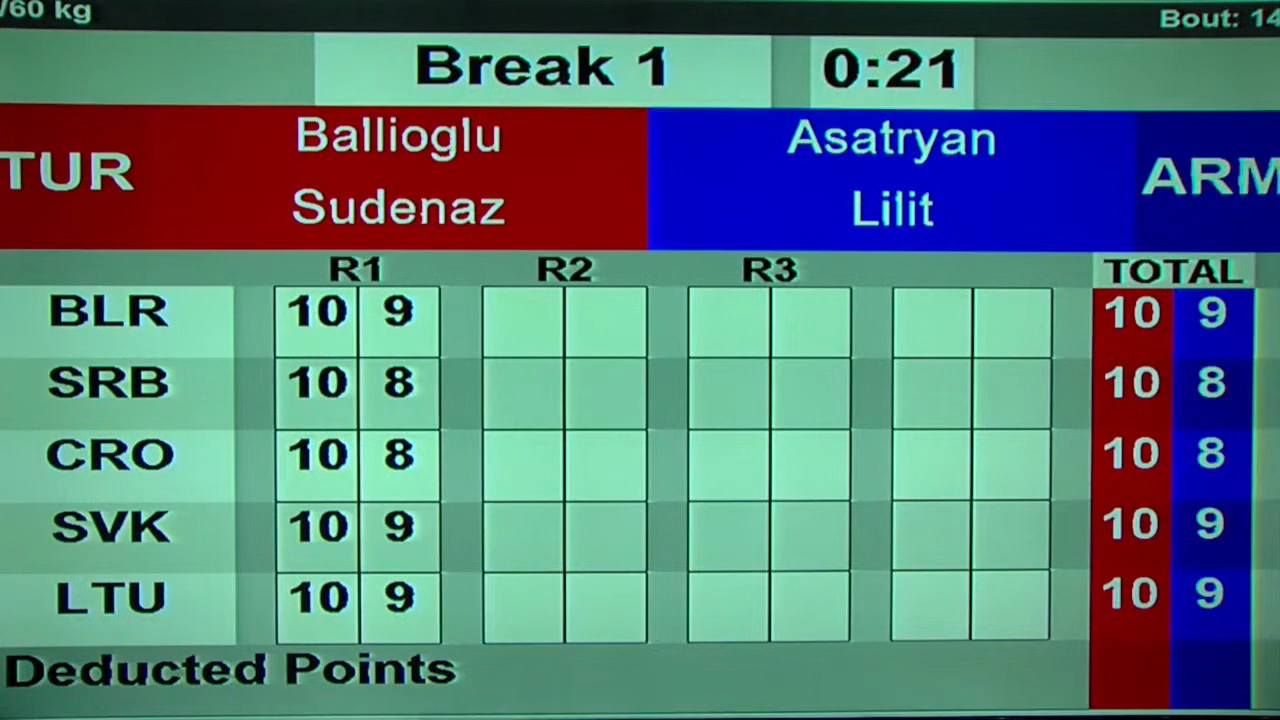 /60 kg Bout: 14
Break 1 0:21
TUR Ballioglu Sudenaz Asatryan Lilit ARM
R1 R2 R3 TOTAL
BLR 10 9 10 9
SRB 10 8 10 8
CRO 10 8 10 8
SVK 10 9 10 9
LTU 10 9 10 9
Deducted Points